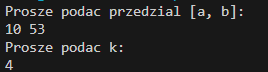 Prosze podac przedzial [a, b]:
10 53
Prosze podac k:
4